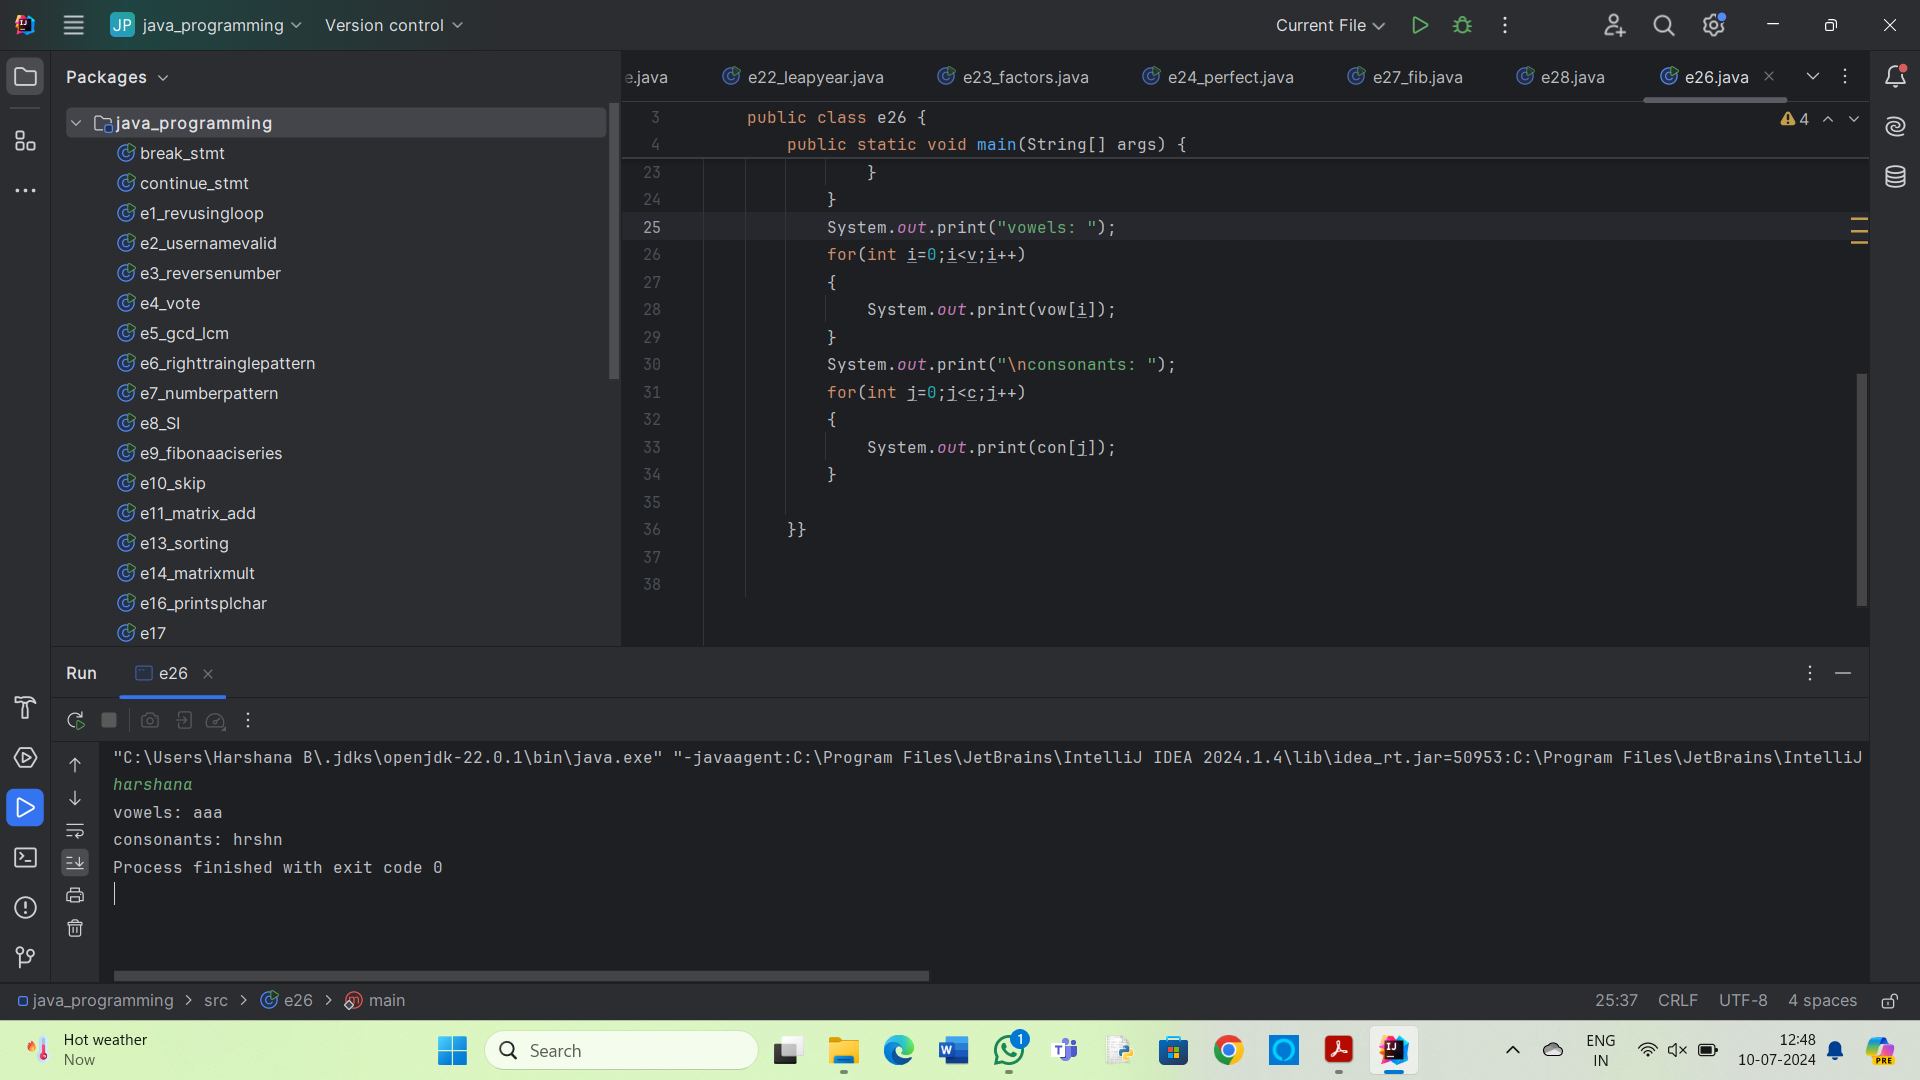 JP java_programming Version control Current File
Packages
e.java e22_leapyear.java e23_factors.java e24_perfect.java e27_fib.java e28.java e26.java
java_programming
break_stmt
continue_stmt
e1_revusingloop
e2_usernamevalid
e3_reversenumber
e4_vote
e5_gcd_lcm
e6_righttrainglepattern
e7_numberpattern
e8_SI
e9_fibonaaciseries
e10_skip
e11_matrix_add
e13_sorting
e14_matrixmult
e16_printsplchar
e17
4
3 public class e26 {
4 public static void main(String[] args) {
23 }
24 }
25 System.out.print("vowels: ");
26 for(int i=0;i<v;i++)
27 {
28 System.out.print(vow[i]);
29 }
30 System.out.print("\nconsonants: ");
31 for(int j=0;j<c;j++)
32 {
33 System.out.print(con[j]);
34 }
35
36 }}
37
38
Run e26
"C:\Users\Harshana B\.jdks\openjdk-22.0.1\bin\java.exe" "-javaagent:C:\Program Files\JetBrains\IntelliJ IDEA 2024.1.4\lib\idea_rt.jar=50953:C:\Program Files\JetBrains\IntelliJ
harshana
vowels: aaa
consonants: hrshn
Process finished with exit code 0
java_programming > src > e26 > main 25:37 CRLF UTF-8 4 spaces
Hot weather
Now
Search
1
ENG
IN
12:48
10-07-2024
PRE